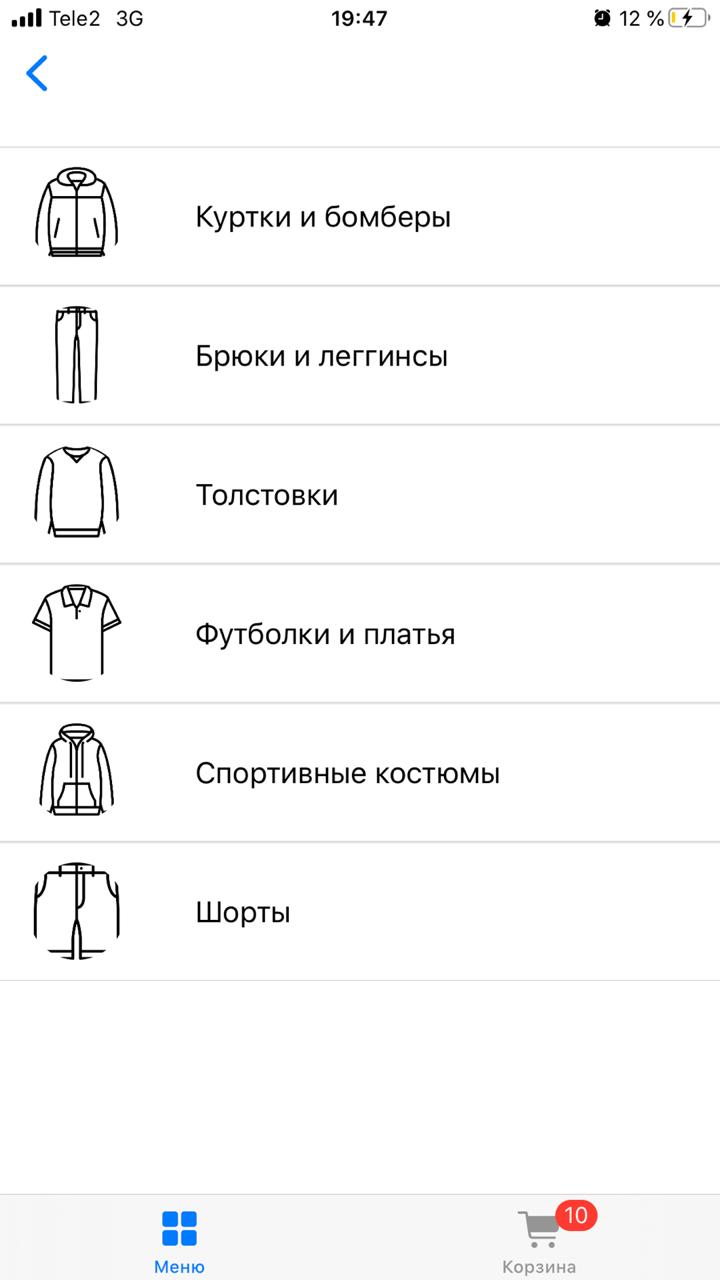 Tele2 3G 19:47 12 %
Куртки и бомберы
Брюки и леггинсы
Толстовки
Футболки и платья
Спортивные костюмы
Шорты
10
Меню Корзина